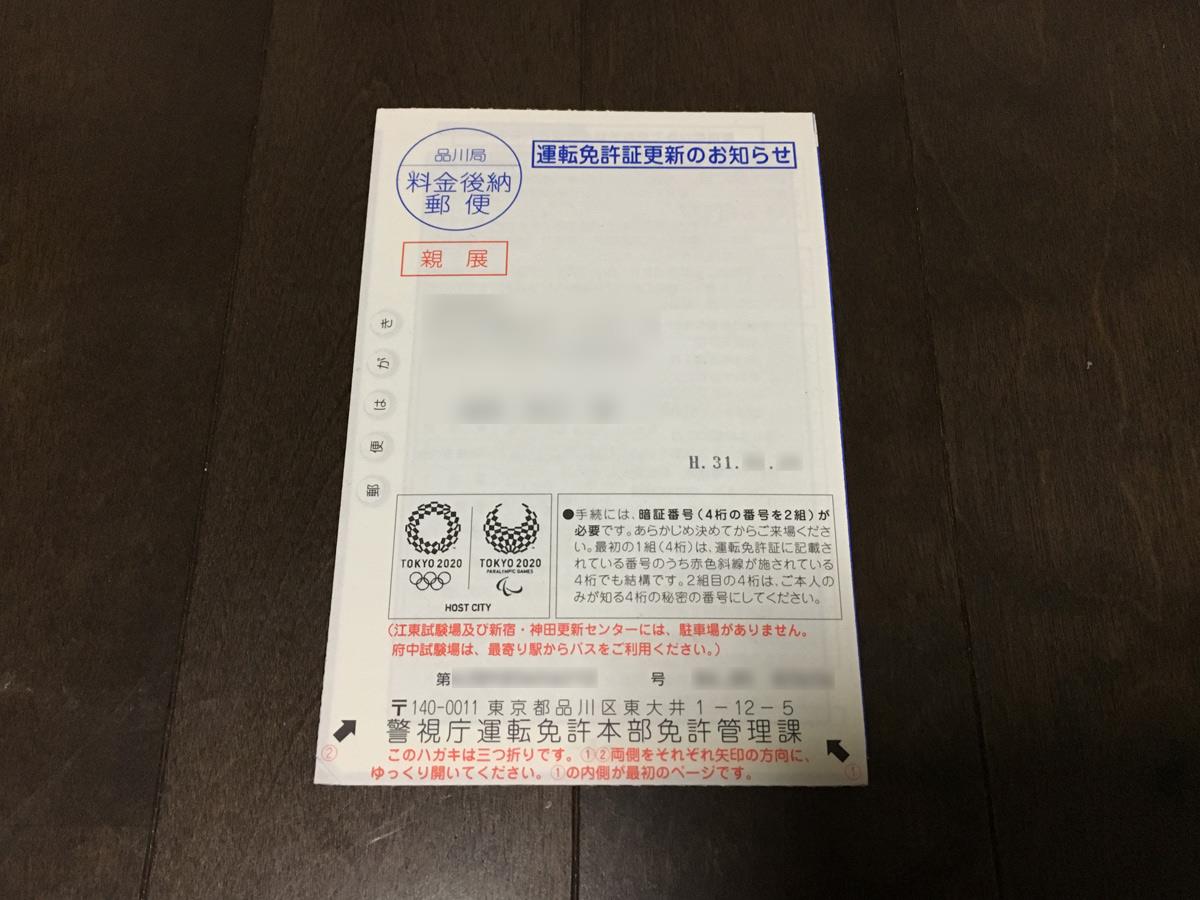 品川局
料金後納
郵便
運転免許証更新のお知らせ
親展
郵便はがき
H.31.
TOKYO 2020
TOKYO 2020
PARALYMPIC GAMES
HOST CITY
●手続には、暗証番号(4桁の番号を2組)が
必要です。あらかじめ決めてからご来場くださ
い。最初の1組(4桁)は、運転免許証に記載さ
れている番号のうち赤色斜線が施されている
4桁でも結構です。2組目の4桁は、ご本人の
みが知る4桁の秘密の番号にしてください。
(江東試験場及び新宿・神田更新センターには、駐車場がありません。
府中試験場は、最寄り駅からバスをご利用ください。)
第 号
〒140-0011 東京都品川区東大井1-12-5
警視庁運転免許本部免許管理課
このハガキは三つ折りです。①②両側をそれぞれ矢印の方向に、
ゆっくり開いてください。①の内側が最初のページです。
②
①